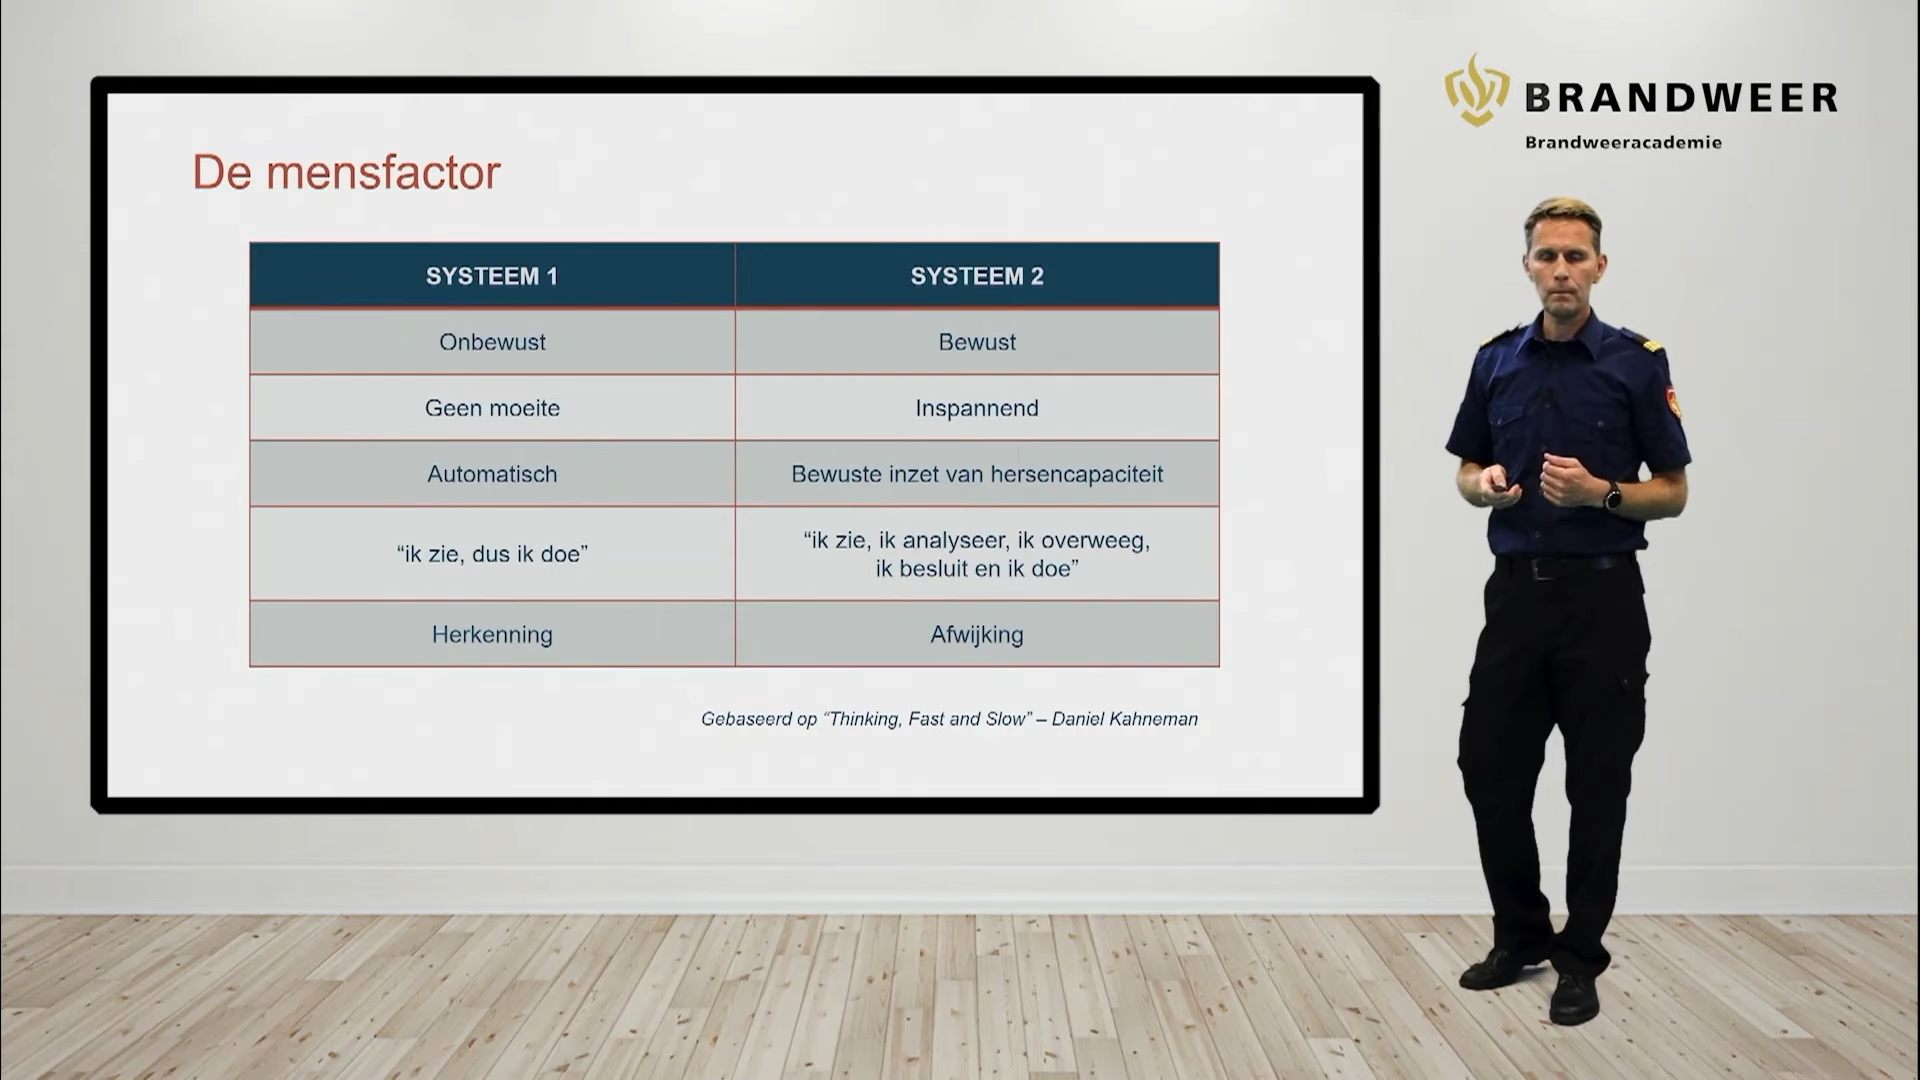 BRANDWEER
Brandweeracademie
De mensfactor
SYSTEEM 1
SYSTEEM 2
Onbewust
Bewust
Geen moeite
Inspannend
Automatisch
Bewuste inzet van hersencapaciteit
“ik zie, dus ik doe”
“ik zie, ik analyseer, ik overweeg,
ik besluit en ik doe”
Herkenning
Afwijking
Gebaseerd op “Thinking, Fast and Slow” – Daniel Kahneman